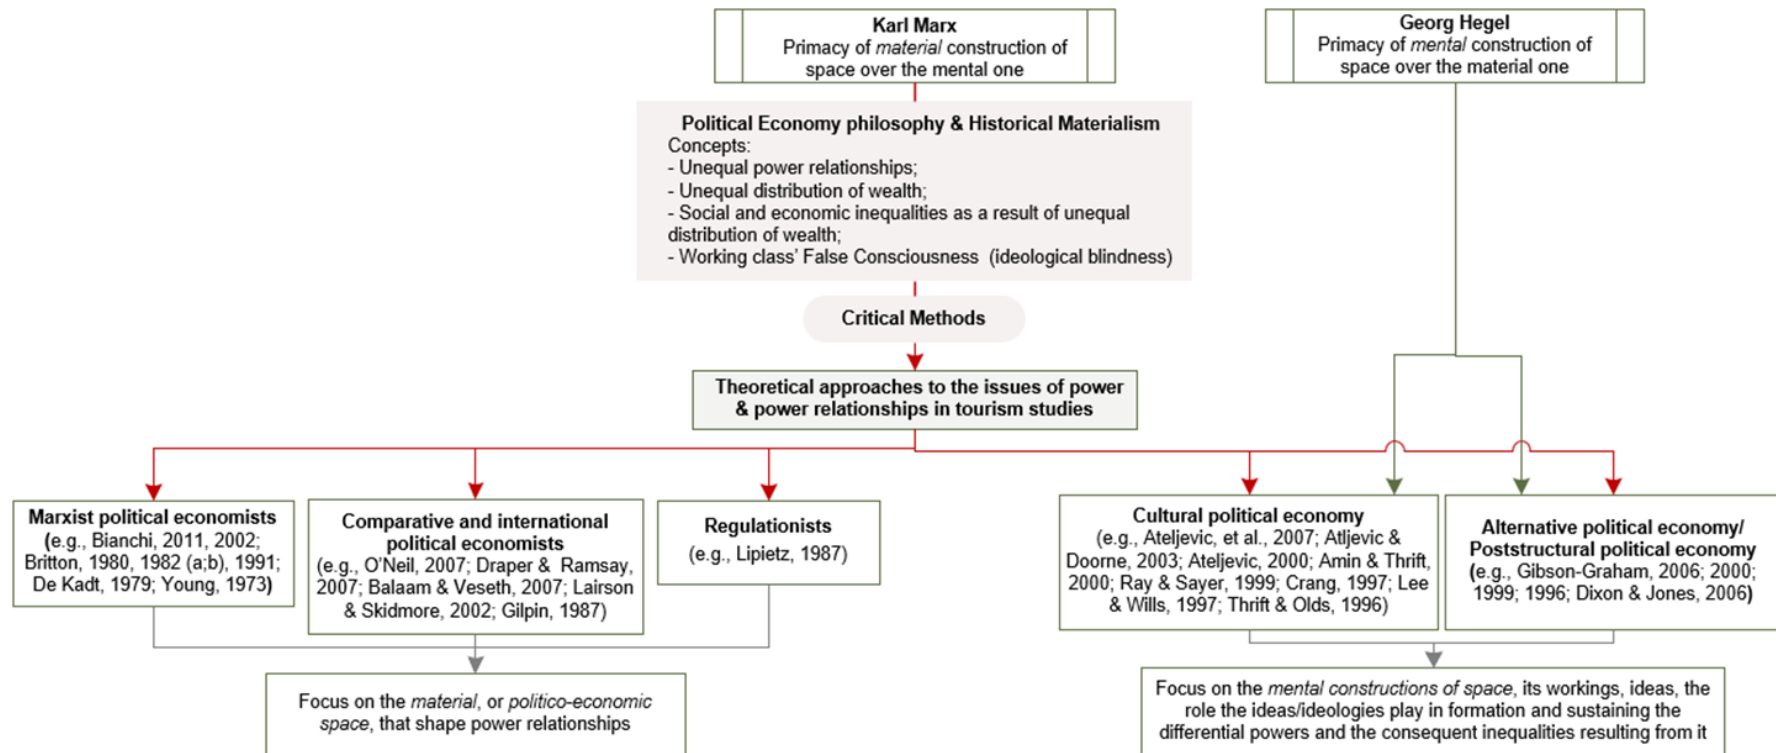 Karl Marx
Primacy of material construction of
space over the mental one
Georg Hegel
Primacy of mental construction of
space over the material one
Political Economy philosophy & Historical Materialism
Concepts:
- Unequal power relationships;
- Unequal distribution of wealth;
- Social and economic inequalities as a result of unequal
distribution of wealth;
- Working class' False Consciousness (ideological blindness)
Critical Methods
Theoretical approaches to the issues of power
& power relationships in tourism studies
Marxist political economists
(e.g., Bianchi, 2011, 2002;
Britton, 1980, 1982 (a;b), 1991;
De Kadt, 1979; Young, 1973)
Comparative and international
political economists
(e.g., O'Neil, 2007; Draper & Ramsay,
2007; Balaam & Veseth, 2007; Lairson
& Skidmore, 2002; Gilpin, 1987)
Regulationists
(e.g., Lipietz, 1987)
Cultural political economy
(e.g., Ateljevic, et al., 2007; Atljevic &
Doorne, 2003; Ateljevic, 2000; Amin & Thrift,
2000; Ray & Sayer, 1999; Crang, 1997; Lee
& Wills, 1997; Thrift & Olds, 1996)
Alternative political economy/
Poststructural political economy
(e.g., Gibson-Graham, 2006; 2000;
1999; 1996; Dixon & Jones, 2006)
Focus on the material, or politico-economic
space, that shape power relationships
Focus on the mental constructions of space, its workings, ideas, the
role the ideas/ideologies play in formation and sustaining the
differential powers and the consequent inequalities resulting from it